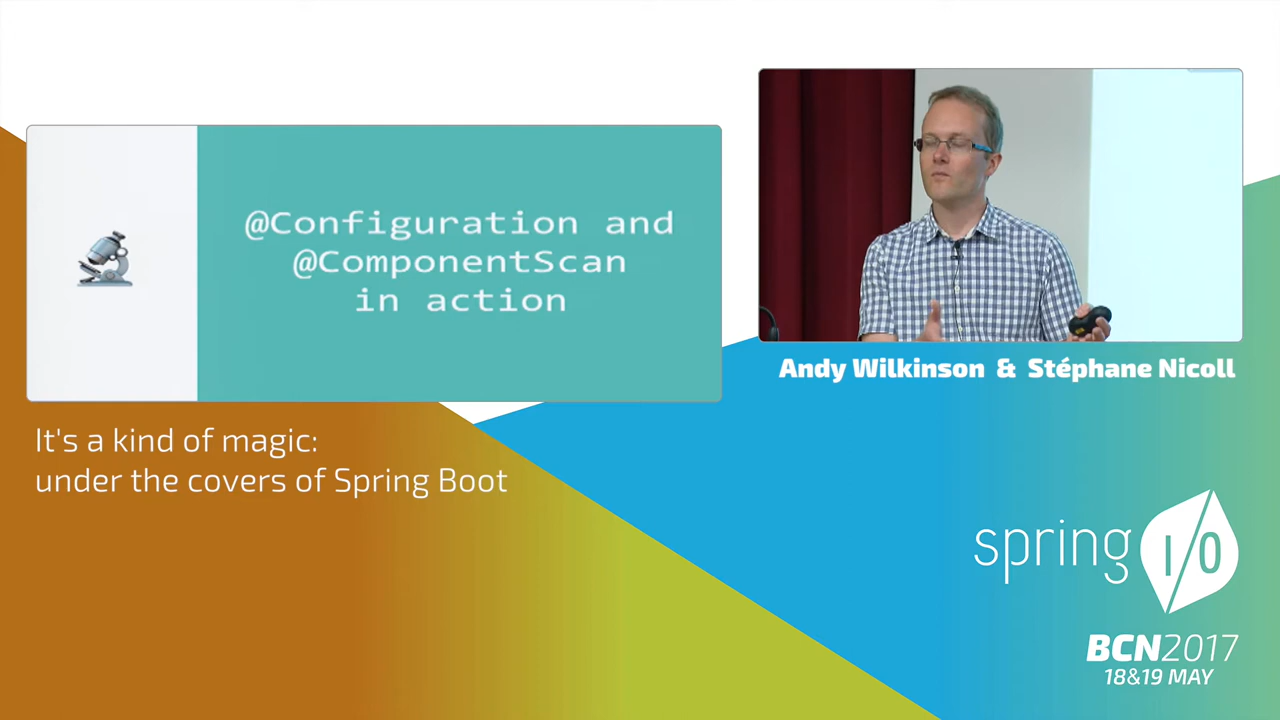 @Configuration and
@ComponentScan
in action
Andy Wilkinson & Stéphane Nicoll
It's a kind of magic:
under the covers of Spring Boot
spring I/O
BCN2017
18&19 MAY